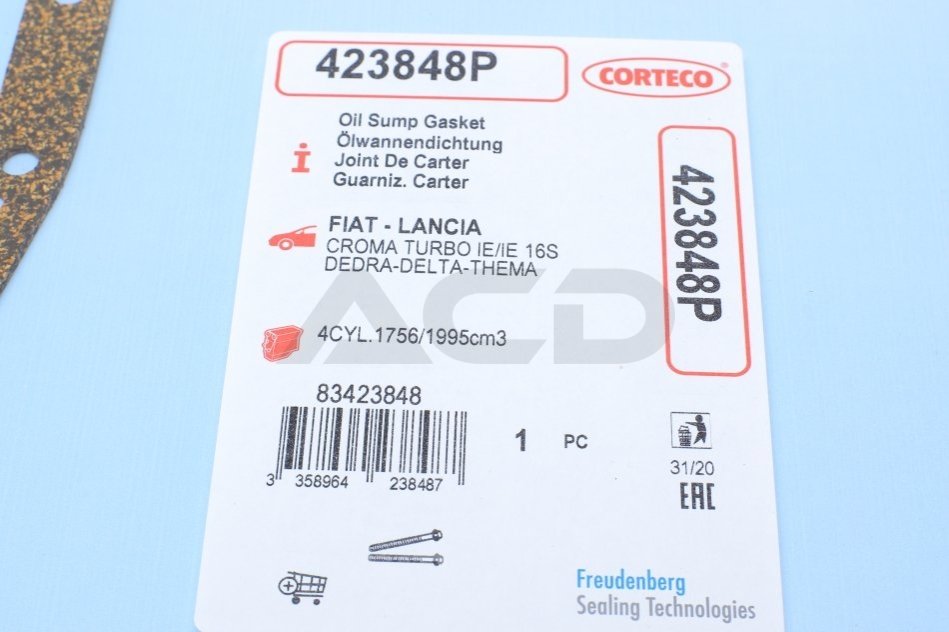 423848P
CORTECO®
Oil Sump Gasket
Ölwannendichtung
Joint De Carter
Guarniz. Carter
423848P
FIAT - LANCIA
CROMA TURBO IE/IE 16S
DEDRA-DELTA-THEMA
ACD
4CYL.1756/1995cm3
83423848
1 PC
3 358964 238487
31/20
EAC
Freudenberg
Sealing Technologies